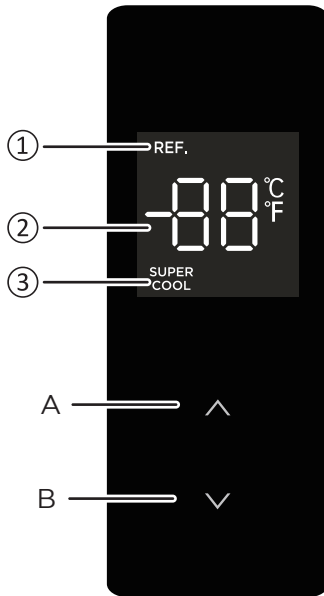 ① REF.
-88 °C
°F
②
③ SUPER
COOL
A
B